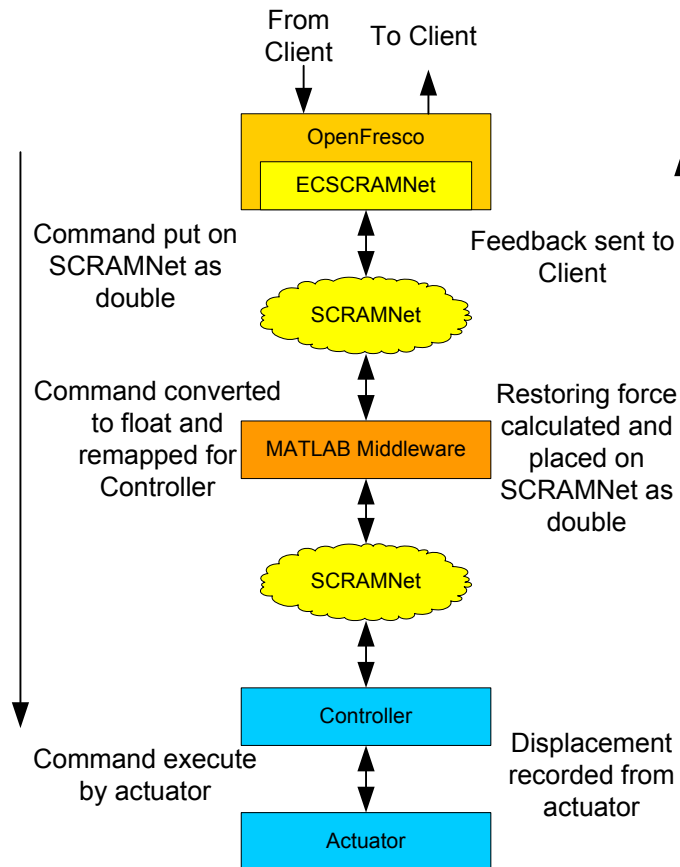 From
Client
To Client
OpenFresco
ECSCRAMNet
Command put on
SCRAMNet as
double
Feedback sent to
Client
SCRAMNet
Command converted
to float and
remapped for
Controller
MATLAB Middleware
Restoring force
calculated and
placed on
SCRAMNet as
double
SCRAMNet
Controller
Command execute
by actuator
Displacement
recorded from
actuator
Actuator